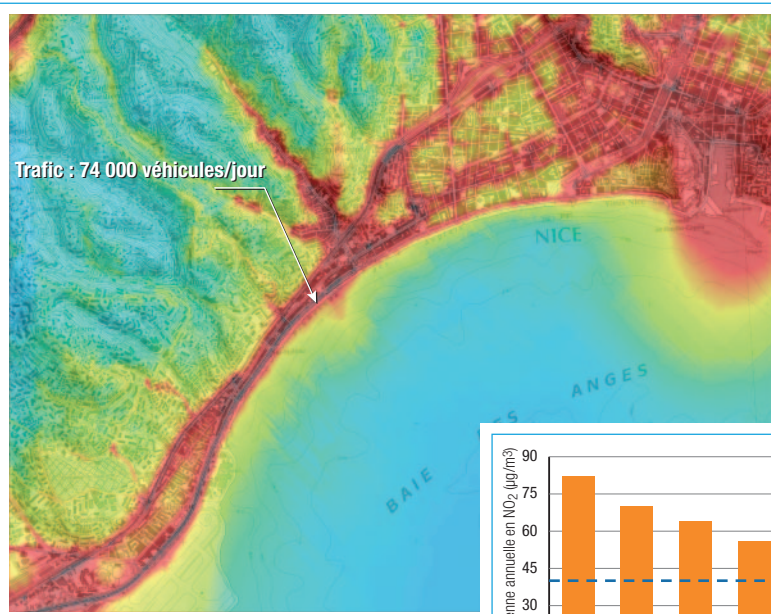 Trafic : 74 000 véhicules/jour
NICE
BAIE DES ANGES
enne annuelle en NO₂ (µg/m³)
90
75
60
45
30